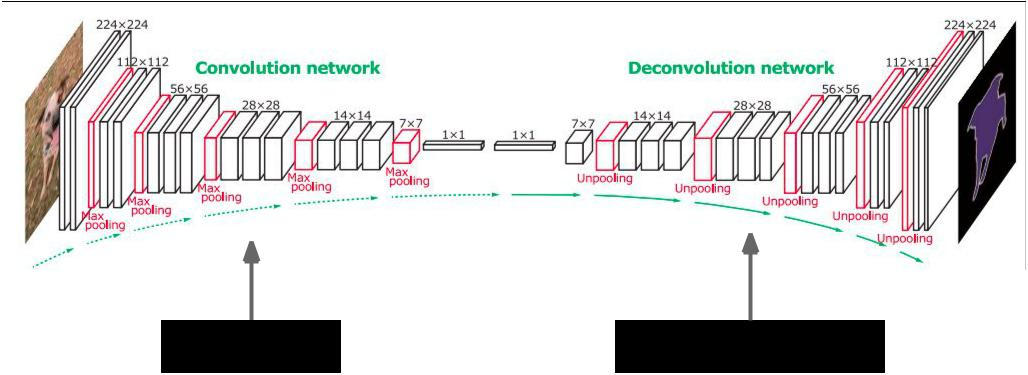 224×224
112×112
56×56
28×28
14×14
7×7
1×1
1×1
7×7
14×14
28×28
56×56
112×112
224×224
Convolution network
Deconvolution network
Max
pooling
Max
pooling
Max
pooling
Max
pooling
Max
pooling
Unpooling
Unpooling
Unpooling
Unpooling
Unpooling